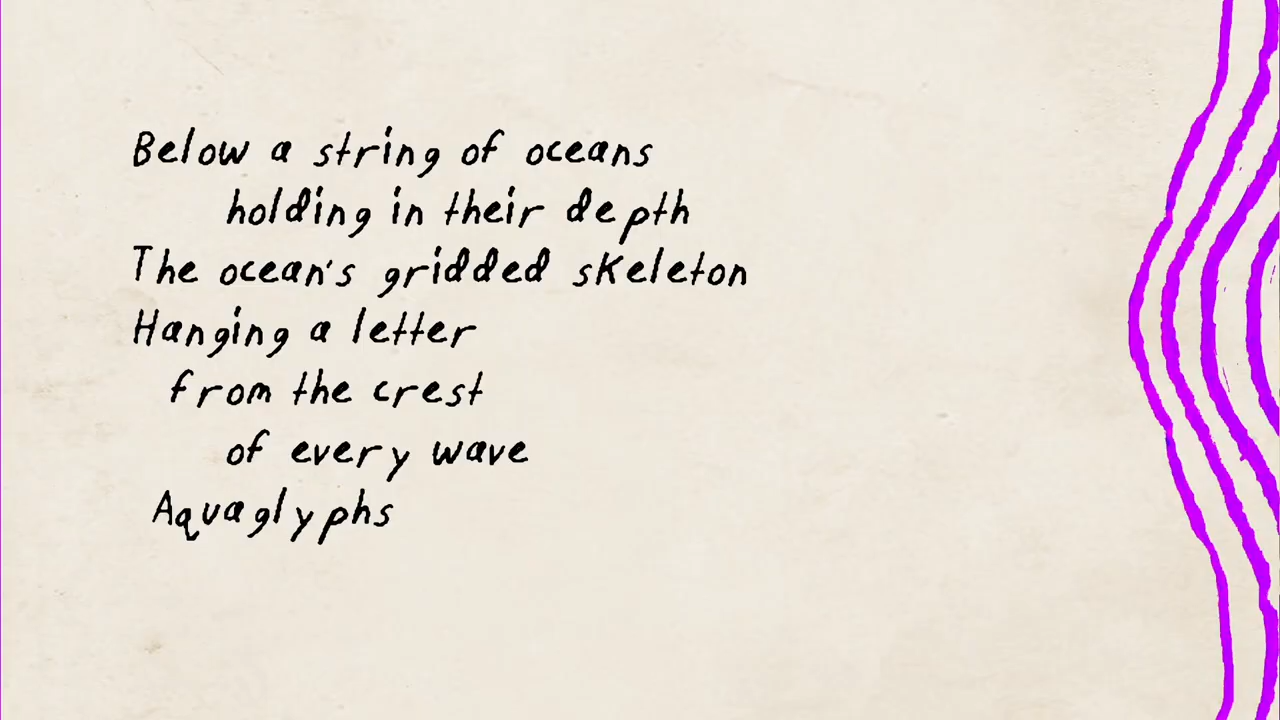 Below a string of oceans
holding in their depth
The ocean's gridded skeleton
Hanging a letter
from the crest
of every wave
Aquaglyphs